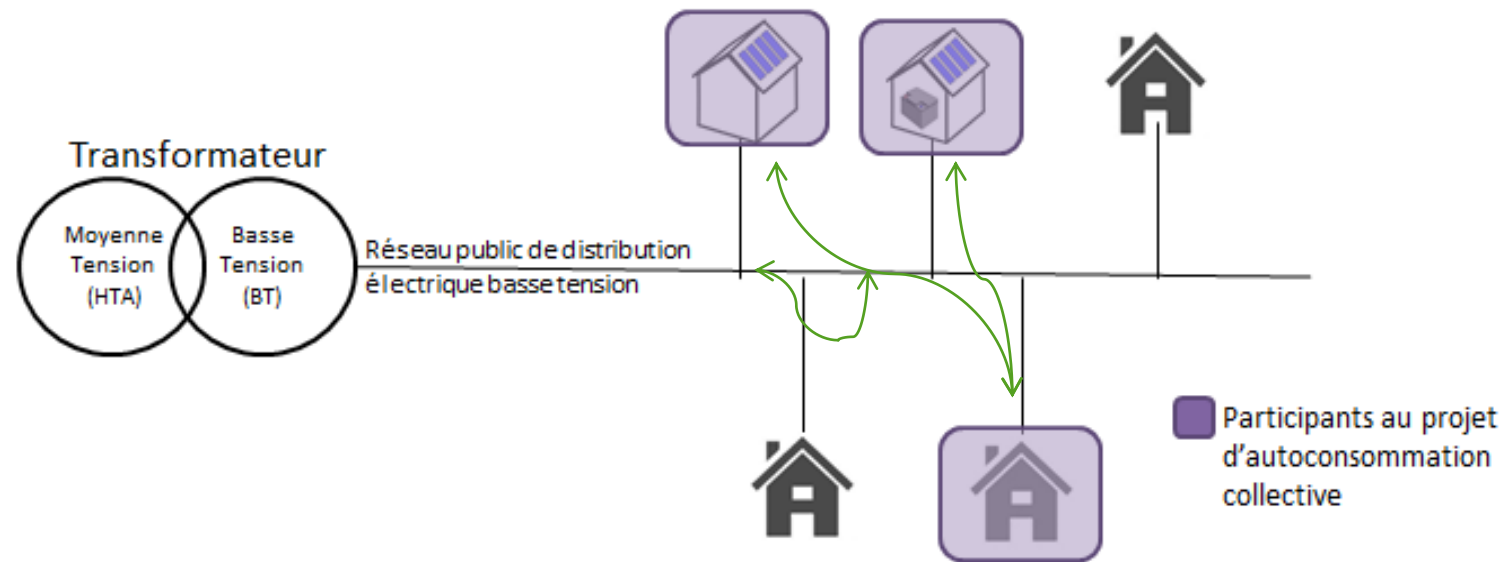 Transformateur
Moyenne
Tension
(HTA)
Basse
Tension
(BT)
Réseau public de distribution
électrique basse tension
Participants au projet
d'autoconsommation
collective